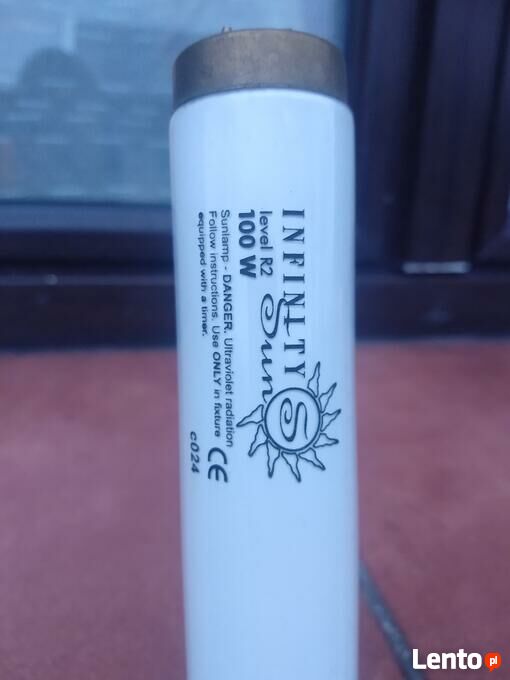 INFINITY
Sun
S
level R2
100 W
Sunlamp - DANGER. Ultraviolet radiation
Follow instructions. Use ONLY in fixture
equipped with a timer.
CE
c024
Lento.pl